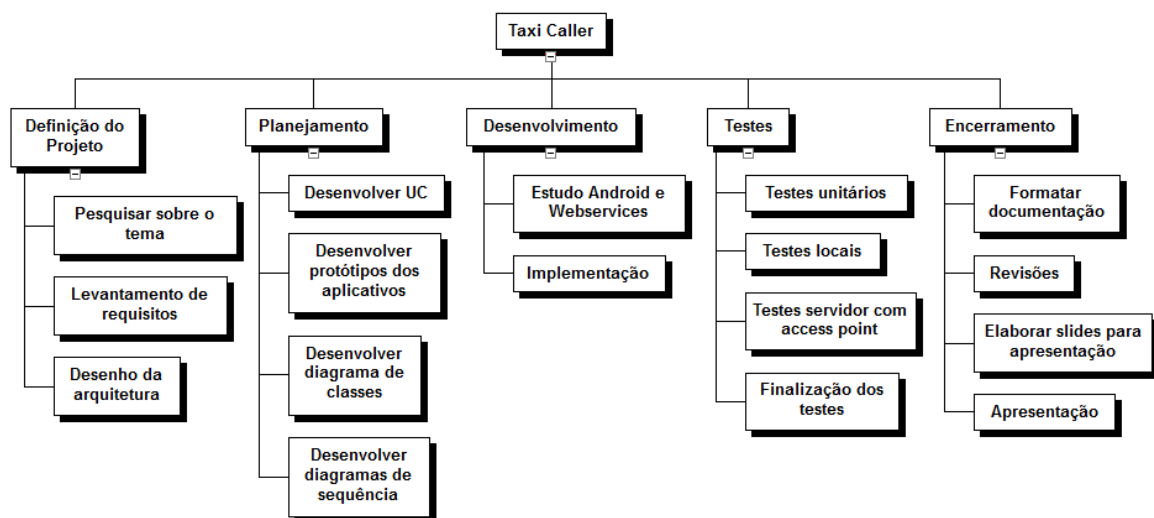 Taxi Caller
Definição do
Projeto
Pesquisar sobre o
tema
Levantamento de
requisitos
Desenho da
arquitetura
Planejamento
Desenvolver UC
Desenvolver
protótipos dos
aplicativos
Desenvolver
diagrama de
classes
Desenvolver
diagramas de
sequência
Desenvolvimento
Estudo Android e
Webservices
Implementação
Testes
Testes unitários
Testes locais
Testes servidor com
access point
Finalização dos
testes
Encerramento
Formatar
documentação
Revisões
Elaborar slides para
apresentação
Apresentação